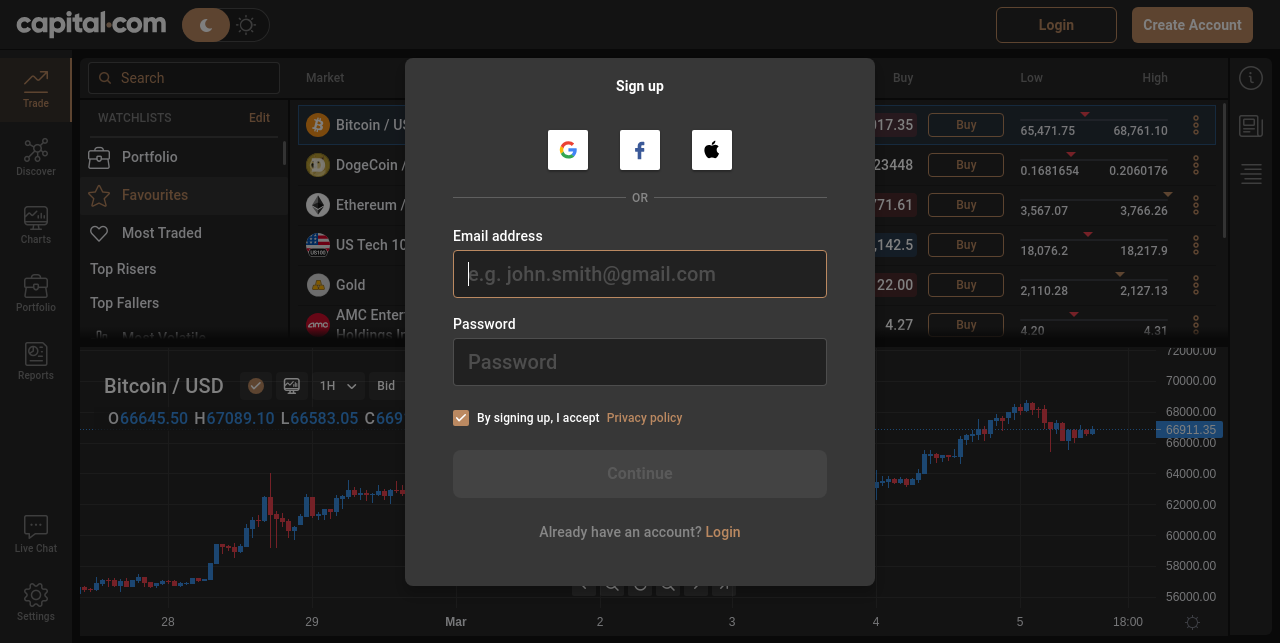 capital.com
Login
Create Account
Trade
Discover
Charts
Portfolio
Reports
Live Chat
Settings
Search
WATCHLISTS
Edit
Portfolio
Favourites
Most Traded
Top Risers
Top Fallers
Most Volatile
Market
Buy
Low
High
Bitcoin / US
17.35
Buy
65,471.75
68,761.10
DogeCoin /
23448
Buy
0.1681654
0.2060176
Ethereum /
71.61
Buy
3,567.07
3,766.26
US100
US Tech 10
,142.5
Buy
18,076.2
18,217.9
Gold
22.00
Buy
2,110.28
2,127.13
amc
AMC Enter
Holdings In
4.27
Buy
4.20
4.31
Sign up
OR
Email address
e.g. john.smith@gmail.com
Password
Password
By signing up, I accept Privacy policy
Continue
Already have an account? Login
Bitcoin / USD
1H
Bid
O66645.50 H67089.10 L66583.05 C669
72000.00
70000.00
68000.00
66911.35
66000.00
64000.00
62000.00
60000.00
58000.00
56000.00
28
29
Mar
2
3
4
5
18:00